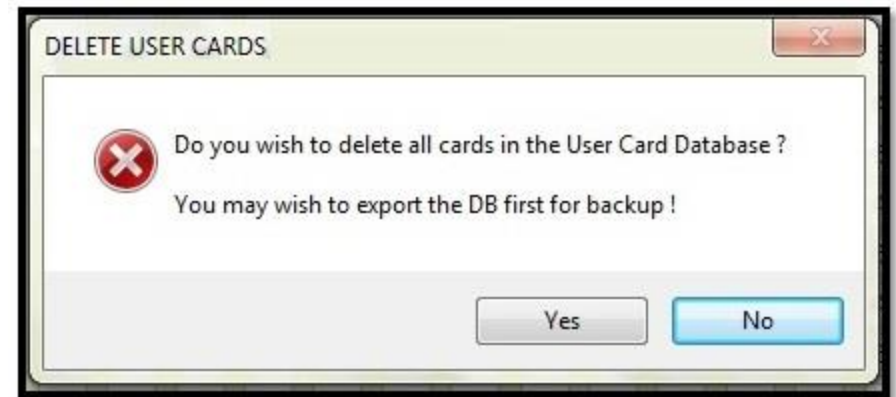 DELETE USER CARDS
Do you wish to delete all cards in the User Card Database ?
You may wish to export the DB first for backup !
Yes
No